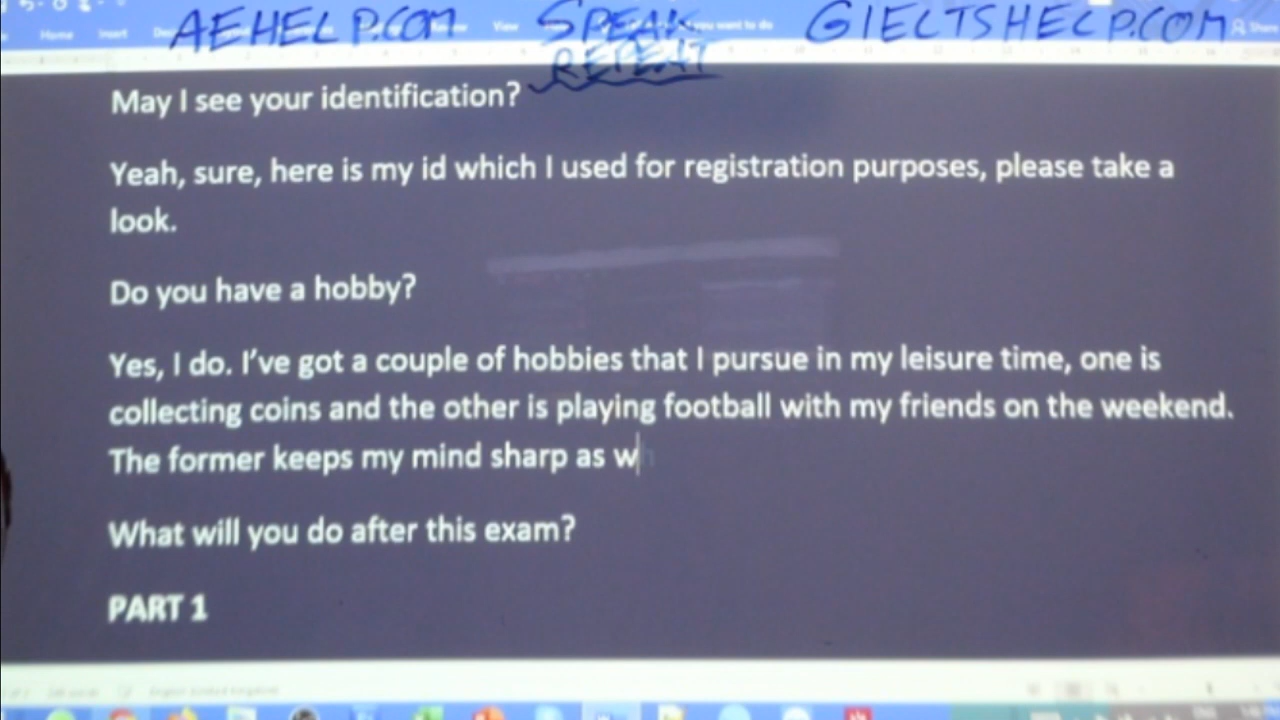 AEHELP.COM SPEAK GIELTSHELP.COM
REPEAT
Home Insert View
May I see your identification?
Yeah, sure, here is my id which I used for registration purposes, please take a
look.
Do you have a hobby?
Yes, I do. I've got a couple of hobbies that I pursue in my leisure time, one is
collecting coins and the other is playing football with my friends on the weekend.
The former keeps my mind sharp as w
What will you do after this exam?
PART 1